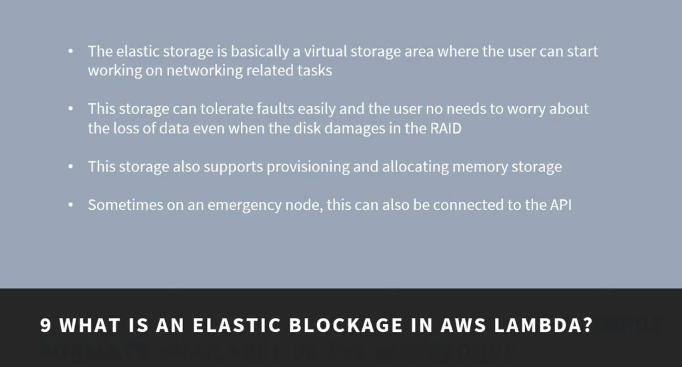 • The elastic storage is basically a virtual storage area where the user can start
working on networking related tasks
• This storage can tolerate faults easily and the user no needs to worry about
the loss of data even when the disk damages in the RAID
• This storage also supports provisioning and allocating memory storage
• Sometimes on an emergency node, this can also be connected to the API
9 WHAT IS AN ELASTIC BLOCKAGE IN AWS LAMBDA?